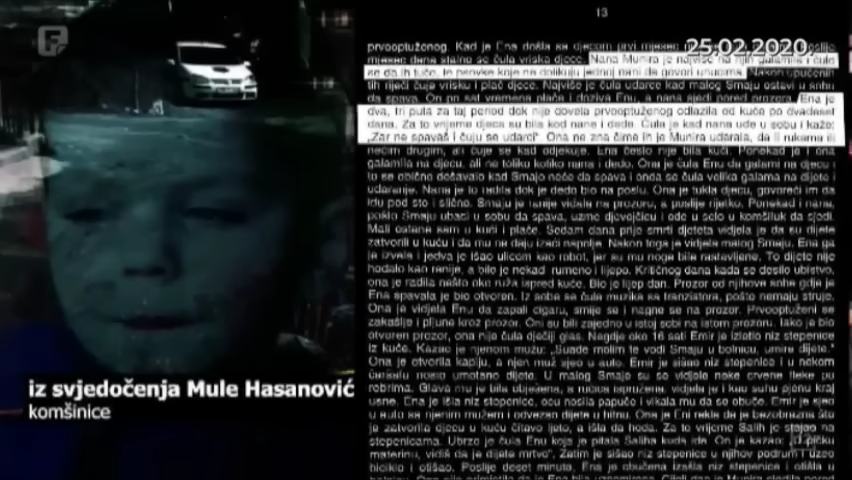 13
25.02.2020.
prvooptuženog. Kad je Ena došla sa djecom prvi mjesec
mjesec dana stalno se čula vriska djece. Nana Munira je najviše na njih galamila i čulo
se da ih tuče. Te psovke koje ne dolikuju jednoj nani da govori unucima. Nakon upućenih
tih riječi čuje vrisku i plač djece. Najviše je čula udarce kad malog Smaju ostavi u sobu
da spava. On po sat vremena plače i doziva Enu, a nana sjedi pored prozora. Ena je
dva, tri puta za taj period dok nije dovela prvooptuženog odlazila od kuće po dvadeset
dana. Za to vrijeme djeca su bila kod nane i dede. Čula je kad nana uđe u sobu i kaže:
„Zar ne spavaš i čuju se udarci". Ona ne zna čime ih je Munira udarala, da li rukama ili
nečim drugim, ali čuje se kad odjekuje. Ena često nije bila kući. Ponekad je i ona
galamila na djecu, ali ne toliko koliko nana i dedo. Ona je čula Enu da galami na djecu i
to se obično dešavalo kad Smajo neće da spava i onda se čula velika galama na dijete i
udaranje. Nana je to radila dok je dedo bio na poslu. Ona je tukla djecu, govoreći im da
idu pod sto i slično. Smaju je ranije viđala na prozoru, a poslije rijetko. Ponekad je nana,
pokio Smaju ubaci u sobu da spava, uzme djevojčicu i ode u selo u komšiluk da sjedi.
Mali ostane sam u kući i plače. Sedam dana prije smrti djeteta vidjela je da su dijete
zatvorili u kuću i da mu ne daju izaći napolje. Nakon toga je vidjela malog Smaju. Ena ga
je izvela i jedva je išao ulicom kao robot, jer su mu noge bile rastavljene. To dijete nije
hodalo kao ranije, a bilo je nekad rumeno i lijepo. Kritičnog dana kada se desilo ubistvo,
ona je radila nešto oko ruža ispred kuće. Bio je lijep dan. Prozor od njihove sobe gdje je
Ena spavala je bio otvoren. Iz sobe se čula muzika sa tranzistora, pošto nemaju struje.
Ona je vidjela Enu da zapali cigaru, smije se i nagne se na prozor. Prvooptuženi se
zakašlje i pljune kroz prozor. Oni su bili zajedno u istoj sobi na istom prozoru. Iako je bio
otvoren prozor, ona nije čula dječiji glas. Negdje oko 16 sati Emir je izletio niz stepenice
iz kuće. Kazao je njenom mužu: „Suade molim te vodi Smaju u bolnicu, umire dijete."
Ona je otvorila kapiju, a njen muž sjeo u auto. Emir je sišao niz stepenice i u nekom
čaršafu nosio umotano dijete. U malog Smaje su se vidjele neke crvene fleke po
rebrima. Glava mu je bila obješena, a ručice ispružene. vidjela je i kao suhu pjenu kraj
usne. Ena je išla niz stepenice, ocu nosila papuče i vikala mu da se obuče. Emir je sjeo
u auto sa njenim mužem i odvezao dijete u hitnu. Ona je Eni rekla da je bezobrazna što
je zatvorila djecu u kuću čitavo ljeto, a išla da hoda. Za to vrijeme Salih je stajao na
stepenicama. Ubrzo je čula Enu koja je pitala Saliha kuda ide. On je kazao: „U pičku
materinu, vidiš da je dijete mrtvo". Zatim je sišao niz stepenice u njihov podrum i uzeo
biciklo i otišao. Poslije deset minuta, Ena je obučena izašla niz stepenice i otišla u
iz svjedočenja Mule Hasanović
komšinice